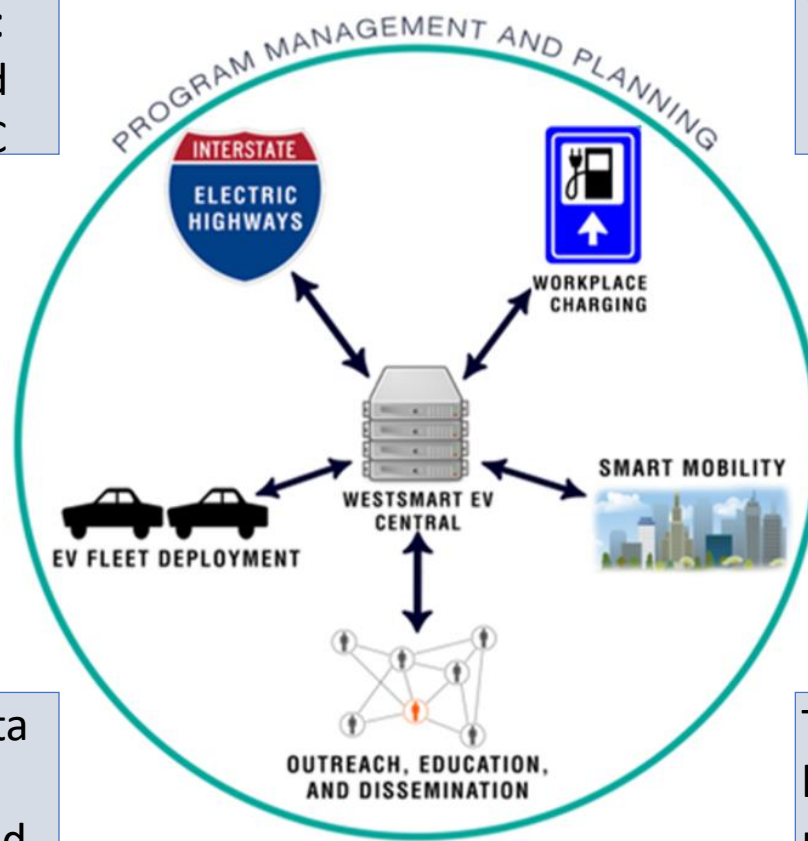 PROGRAM MANAGEMENT AND PLANNING
INTERSTATE
ELECTRIC
HIGHWAYS
WORKPLACE
CHARGING
SMART MOBILITY
WESTSMART EV
CENTRAL
EV FLEET DEPLOYMENT
OUTREACH, EDUCATION,
AND DISSEMINATION